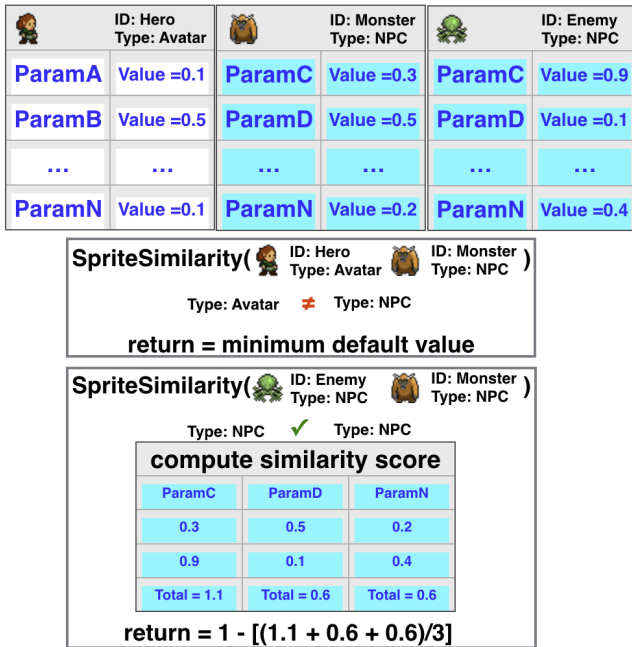 ID: Hero
Type: Avatar
ID: Monster
Type: NPC
ID: Enemy
Type: NPC
ParamA Value =0.1 ParamC Value =0.3 ParamC Value =0.9
ParamB Value =0.5 ParamD Value =0.5 ParamD Value =0.1
... ... ... ... ... ...
ParamN Value =0.1 ParamN Value =0.2 ParamN Value =0.4
SpriteSimilarity( ID: Hero Type: Avatar ID: Monster Type: NPC )
Type: Avatar ≠ Type: NPC
return = minimum default value
SpriteSimilarity( ID: Enemy Type: NPC ID: Monster Type: NPC )
Type: NPC ✓ Type: NPC
compute similarity score
ParamC ParamD ParamN
0.3 0.5 0.2
0.9 0.1 0.4
Total = 1.1 Total = 0.6 Total = 0.6
return = 1 - [(1.1 + 0.6 + 0.6)/3]